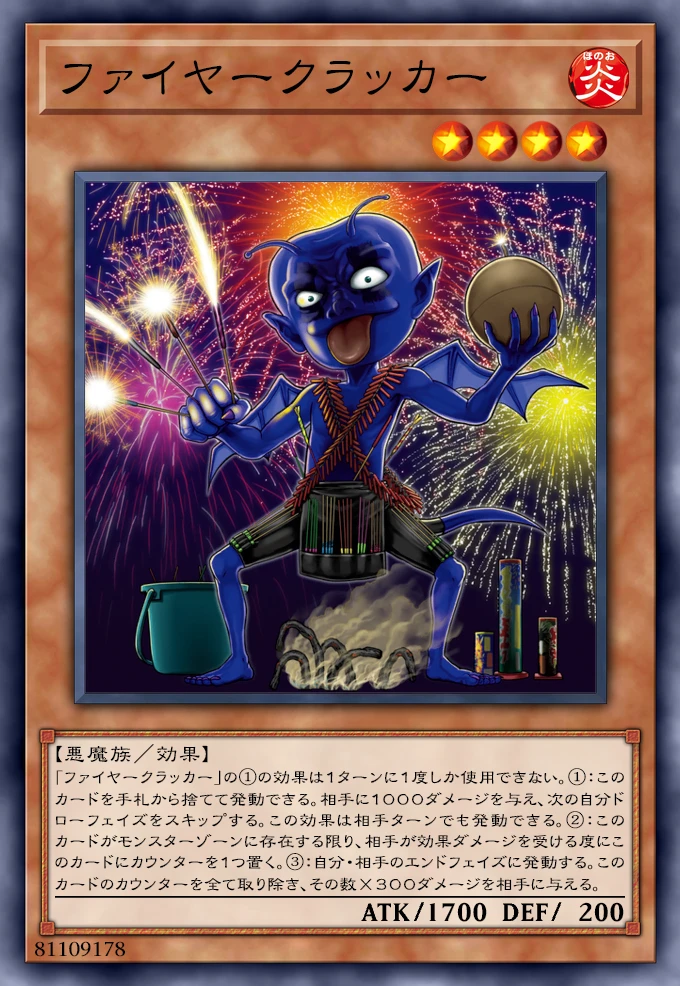 ファイヤークラッカー
ほのお
炎
【悪魔族／効果】
「ファイヤークラッカー」の①の効果は1ターンに1度しか使用できない。①：この
カードを手札から捨てて発動できる。相手に1000ダメージを与え、次の自分ド
ローフェイズをスキップする。この効果は相手ターンでも発動できる。②：この
カードがモンスターゾーンに存在する限り、相手が効果ダメージを受ける度にこ
のカードにカウンターを1つ置く。③：自分・相手のエンドフェイズに発動する。この
カードのカウンターを全て取り除き、その数×300ダメージを相手に与える。
ATK/1700 DEF/ 200
81109178